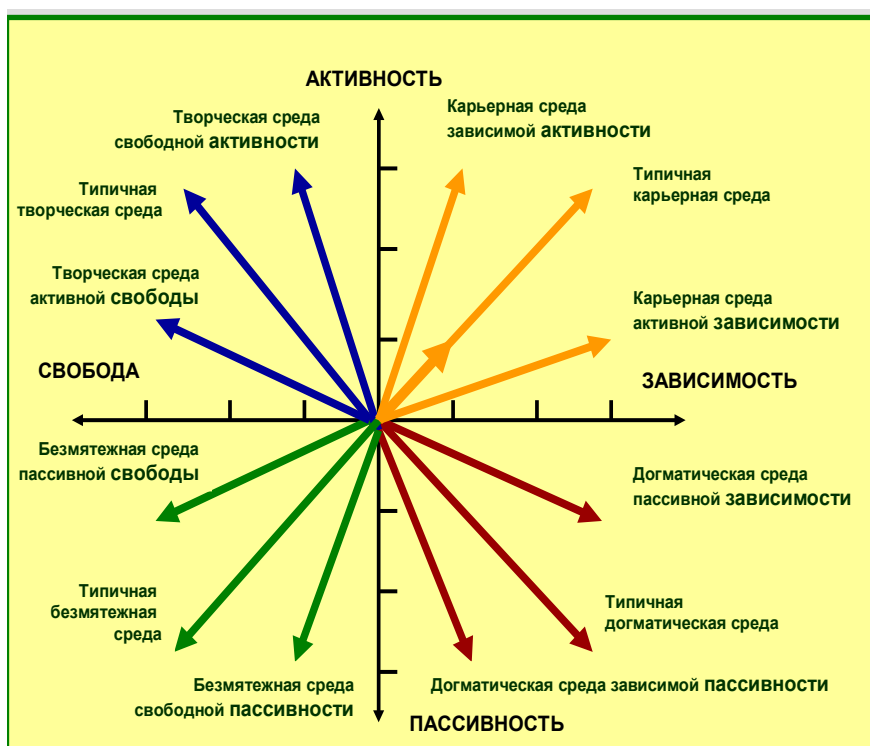 АКТИВНОСТЬ
Творческая среда
свободной активности
Карьерная среда
зависимой активности
Типичная
творческая среда
Типичная
карьерная среда
Творческая среда
активной свободы
Карьерная среда
активной зависимости
СВОБОДА
ЗАВИСИМОСТЬ
Безмятежная среда
пассивной свободы
Догматическая среда
пассивной зависимости
Типичная
безмятежная
среда
Типичная
догматическая среда
Безмятежная среда
свободной пассивности
Догматическая среда зависимой пассивности
ПАССИВНОСТЬ